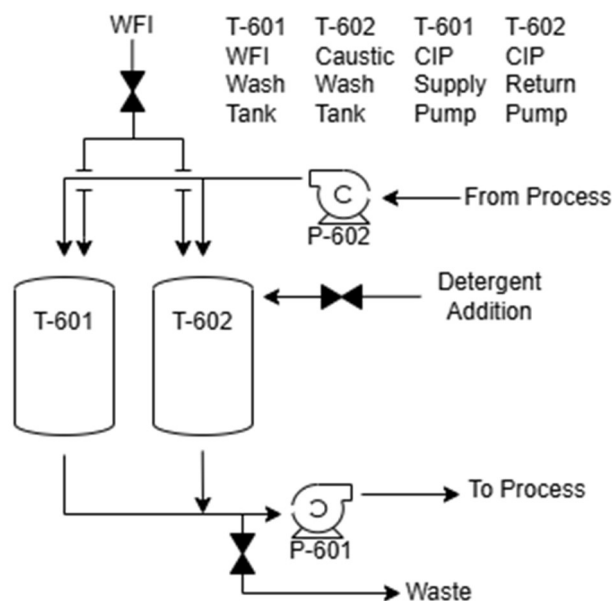 WFI
T-601 T-602 T-601 T-602
WFI Caustic CIP CIP
Wash Wash Supply Return
Tank Tank Pump Pump
From Process
P-602
Detergent
Addition
T-601
T-602
To Process
P-601
Waste